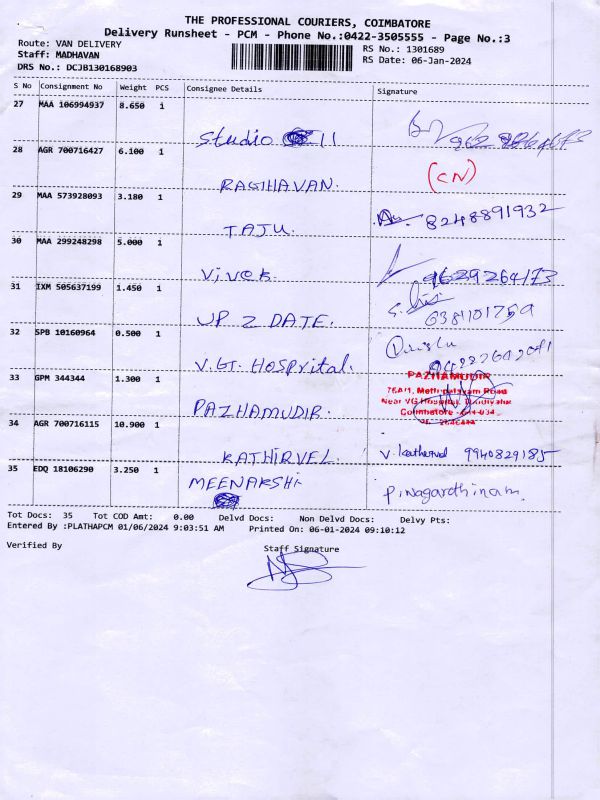 THE PROFESSIONAL COURIERS, COIMBATORE
Delivery Runsheet - PCM - Phone No.:0422-3505555 - Page No.:3
Route: VAN DELIVERY
RS No.: 1301689
Staff: MADHAVAN
RS Date: 06-Jan-2024
DRS No.: DCJB130168903
S No Consignment No Weight PCS Consignee Details Signature
27 MAA 106994937 8.650 1
Studio 11
28 AGR 700716427 6.100 1
RAGHAVAN. (CN)
29 MAA 573928093 3.180 1
TAJU. 8248891932
30 MAA 299248298 5.000 1
Vivek. 9629264173
31 IXM 505637199 1.450 1
UP 2 DATE.
32 SPB 10160964 0.500 1
V.G. Hospital.
33 GPM 344344 1.300 1
PAZHAMUDIR
Near VG Hospital,
Coimbatore
PAZHAMUDIR.
34 AGR 700716115 10.900 1
KATHIRVEL. V. Kathirvel 9940829185
35 EDQ 18106290 3.250 1
MEENAKSHI P. Nagarathinam.
Tot Docs: 35 Tot COD Amt: 0.00 Delvd Docs: Non Delvd Docs: Delvy Pts:
Entered By :PLATHAPCM 01/06/2024 9:03:51 AM Printed On: 06-01-2024 09:10:12
Verified By Staff Signature